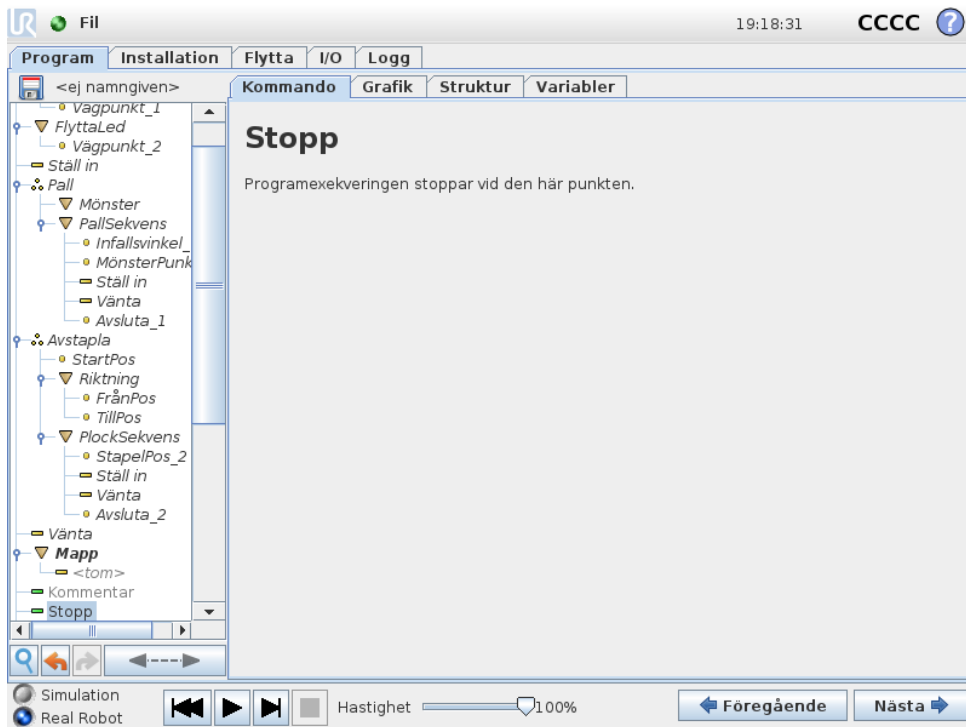 Fil
19:18:31
CCCC
?
Program
Installation
Flytta
I/O
Logg
<ej namngiven>
Kommando
Grafik
Struktur
Variabler
Vägpunkt_1
FlyttaLed
Vägpunkt_2
Ställ in
Pall
Mönster
PallSekvens
Infallsvinkel_
MönsterPunk
Ställ in
Vänta
Avsluta_1
Avstapla
StartPos
Riktning
FrånPos
TillPos
PlockSekvens
StapelPos_2
Ställ in
Vänta
Avsluta_2
Vänta
Mapp
<tom>
Kommentar
Stopp
Stopp
Programexekveringen stoppar vid den här punkten.
Simulation
Real Robot
Hastighet
100%
Föregående
Nästa